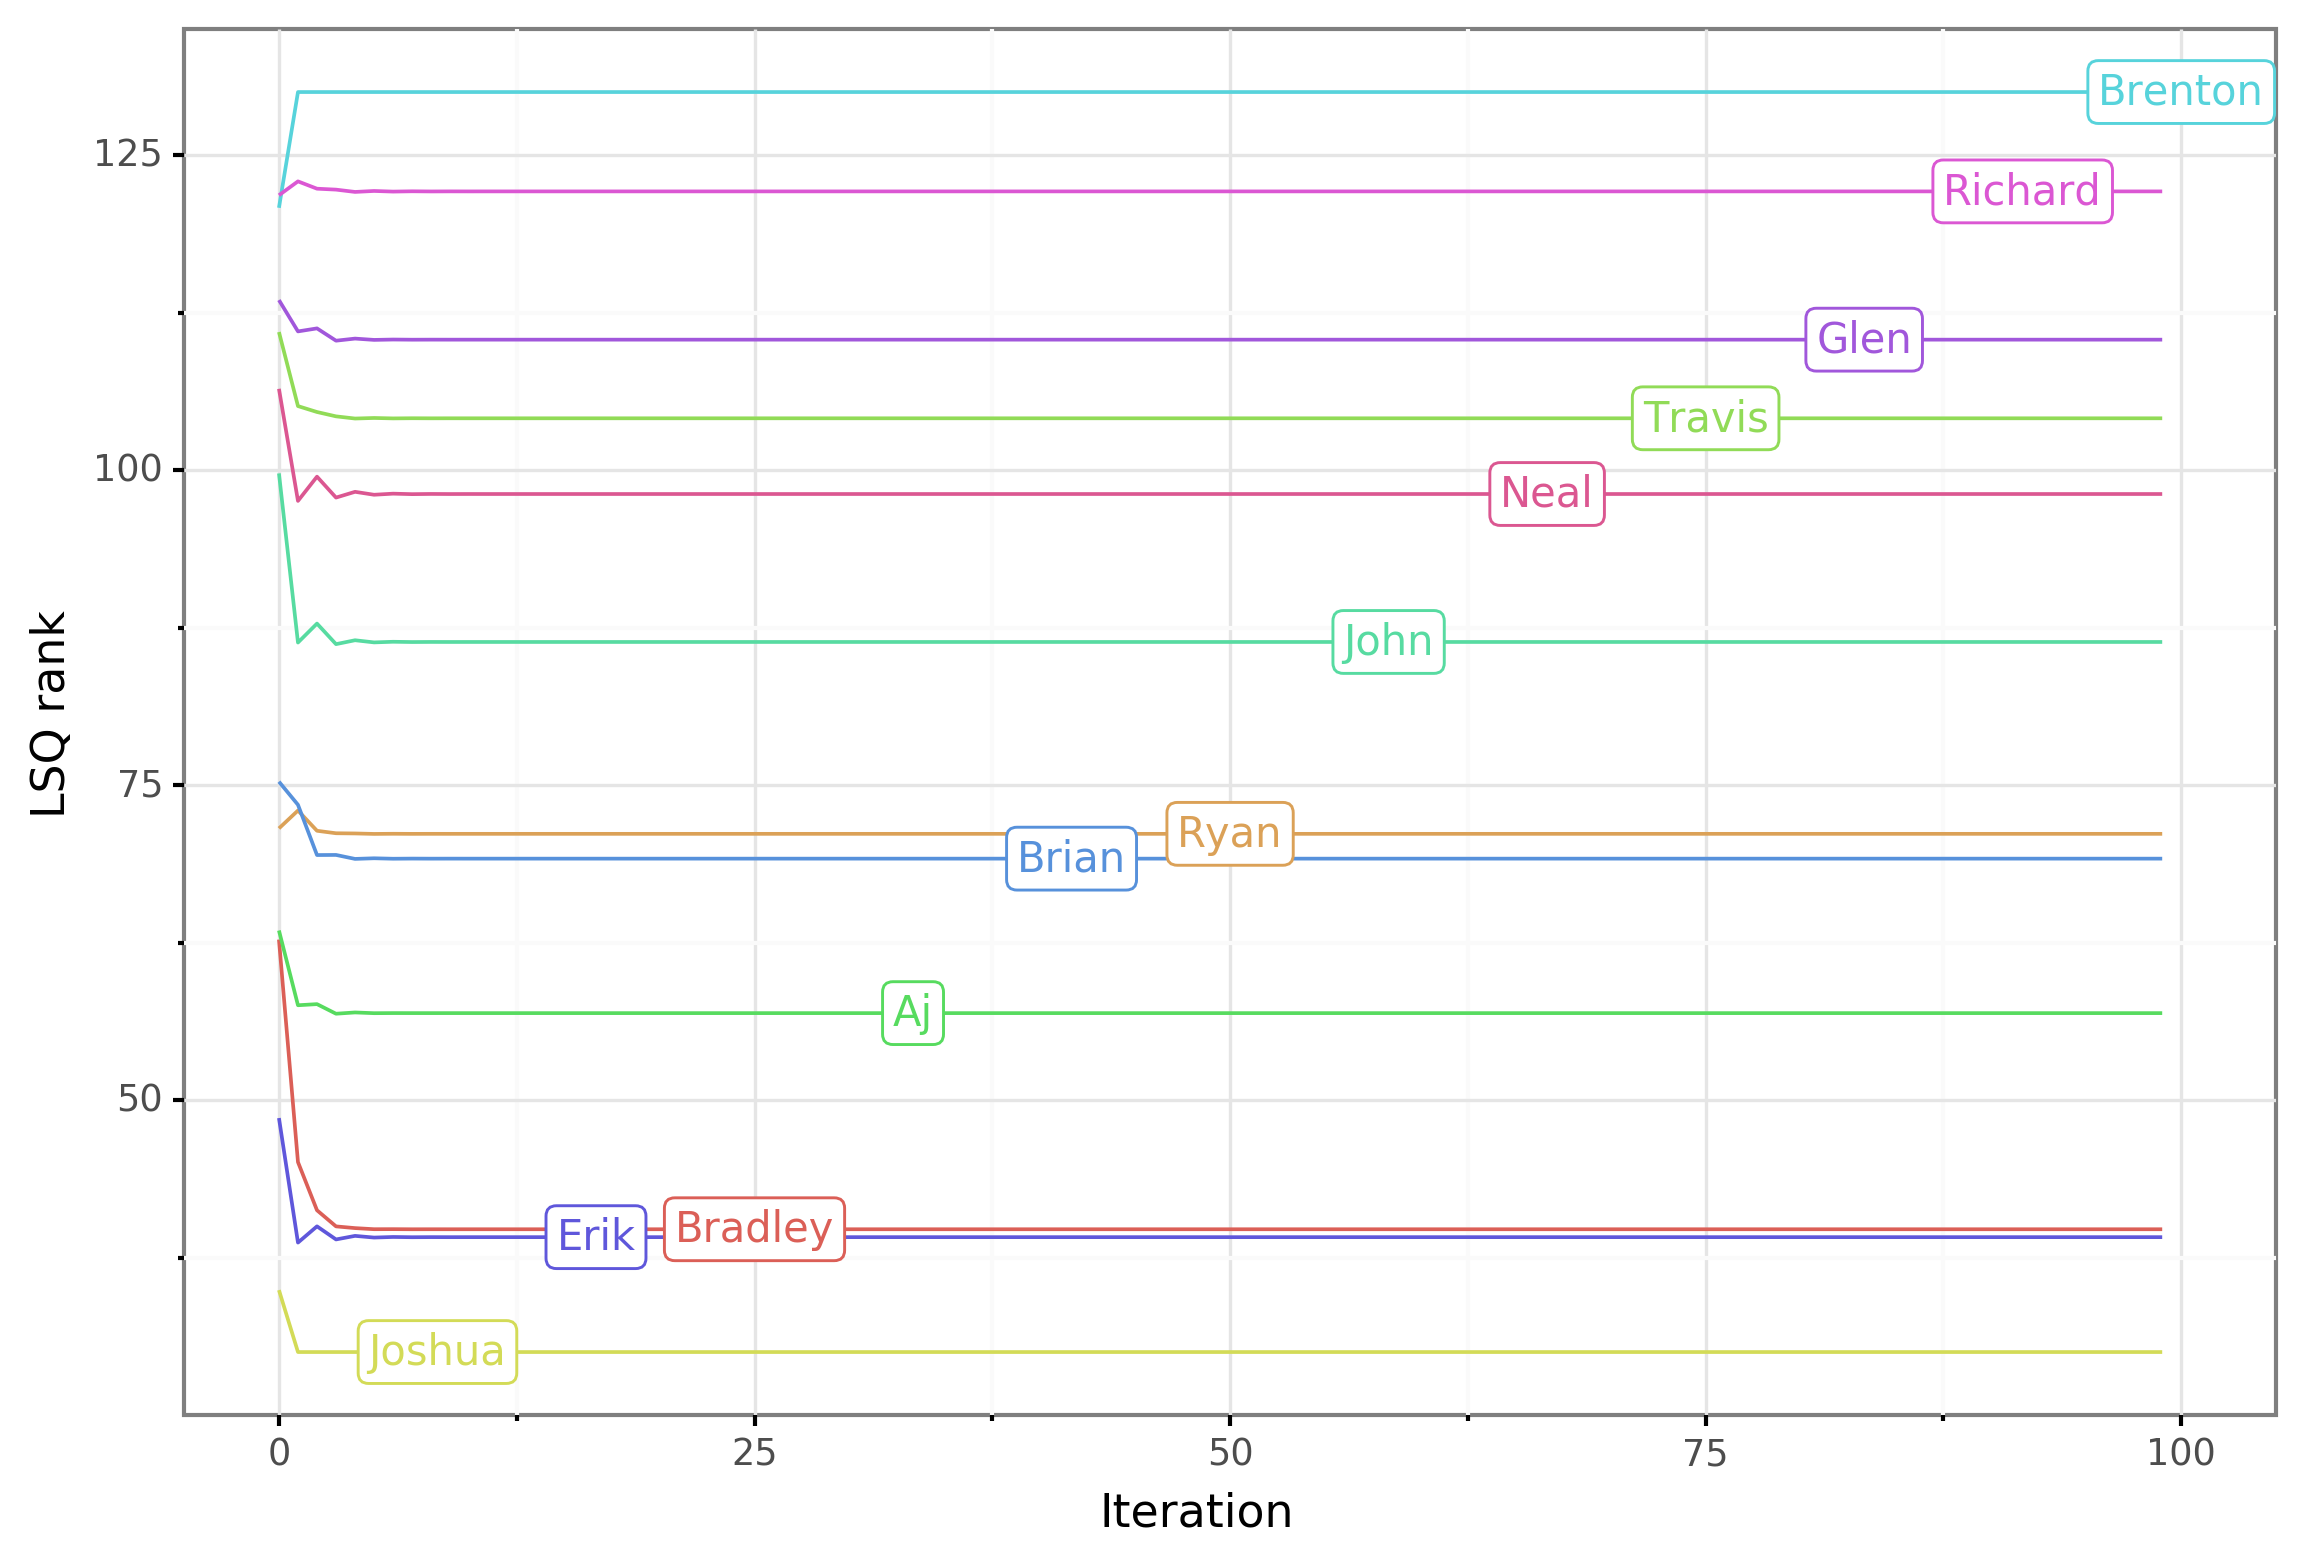 Brenton
125
Richard
Glen
Travis
100
Neal
John
LSQ rank
75
Ryan
Brian
Aj
50
Bradley
Erik
Joshua
0 25 50 75 100
Iteration